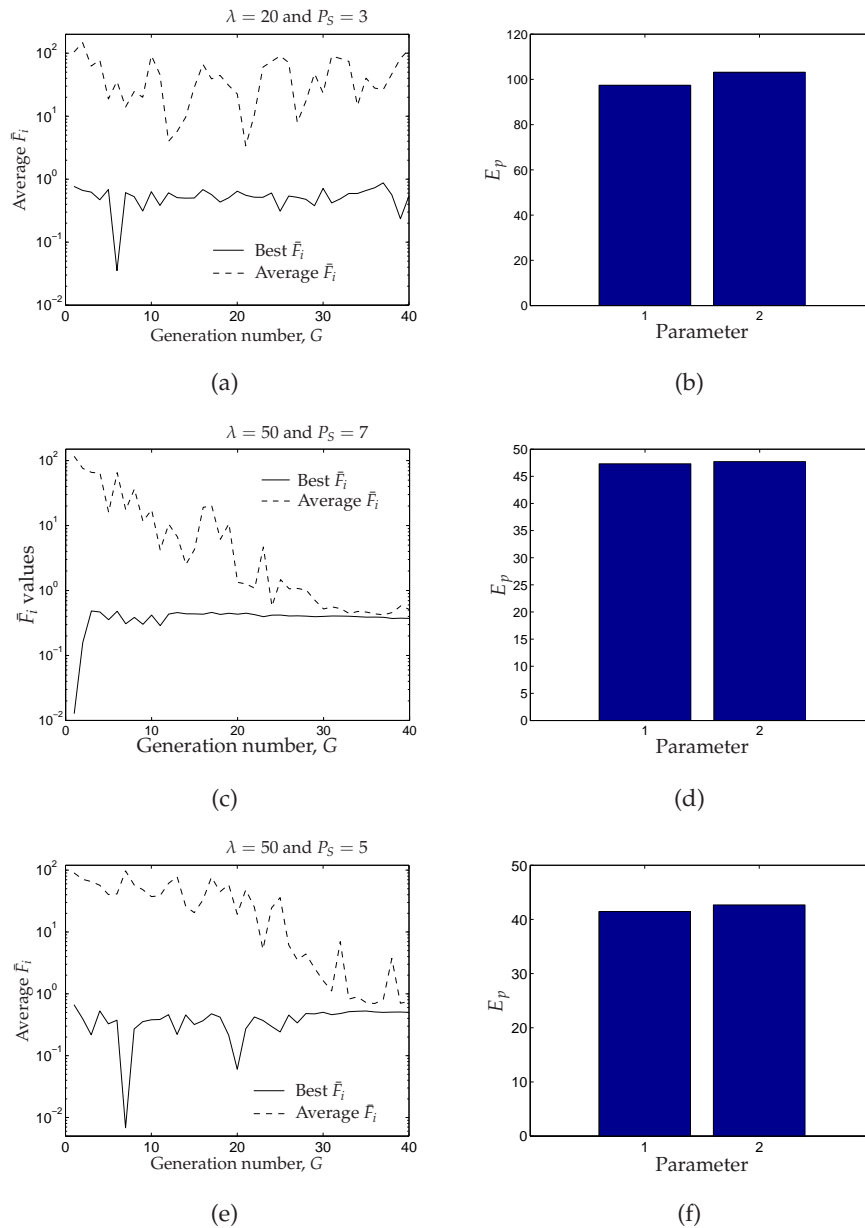 λ = 20 and P_S = 3
10^2
10^1
10^0
10^−1
10^−2
Average F̄_i
Best F̄_i
Average F̄_i
0 10 20 30 40
Generation number, G
(a)
120
100
80
60
40
20
0
E_p
1 2
Parameter
(b)
λ = 50 and P_S = 7
10^2
10^1
10^0
10^−1
10^−2
F̄_i values
Best F̄_i
Average F̄_i
0 10 20 30 40
Generation number, G
(c)
50
45
40
35
30
25
20
15
10
5
0
E_p
1 2
Parameter
(d)
λ = 50 and P_S = 5
10^2
10^1
10^0
10^−1
10^−2
Average F̄_i
Best F̄_i
Average F̄_i
0 10 20 30 40
Generation number, G
(e)
50
40
30
20
10
0
E_p
1 2
Parameter
(f)